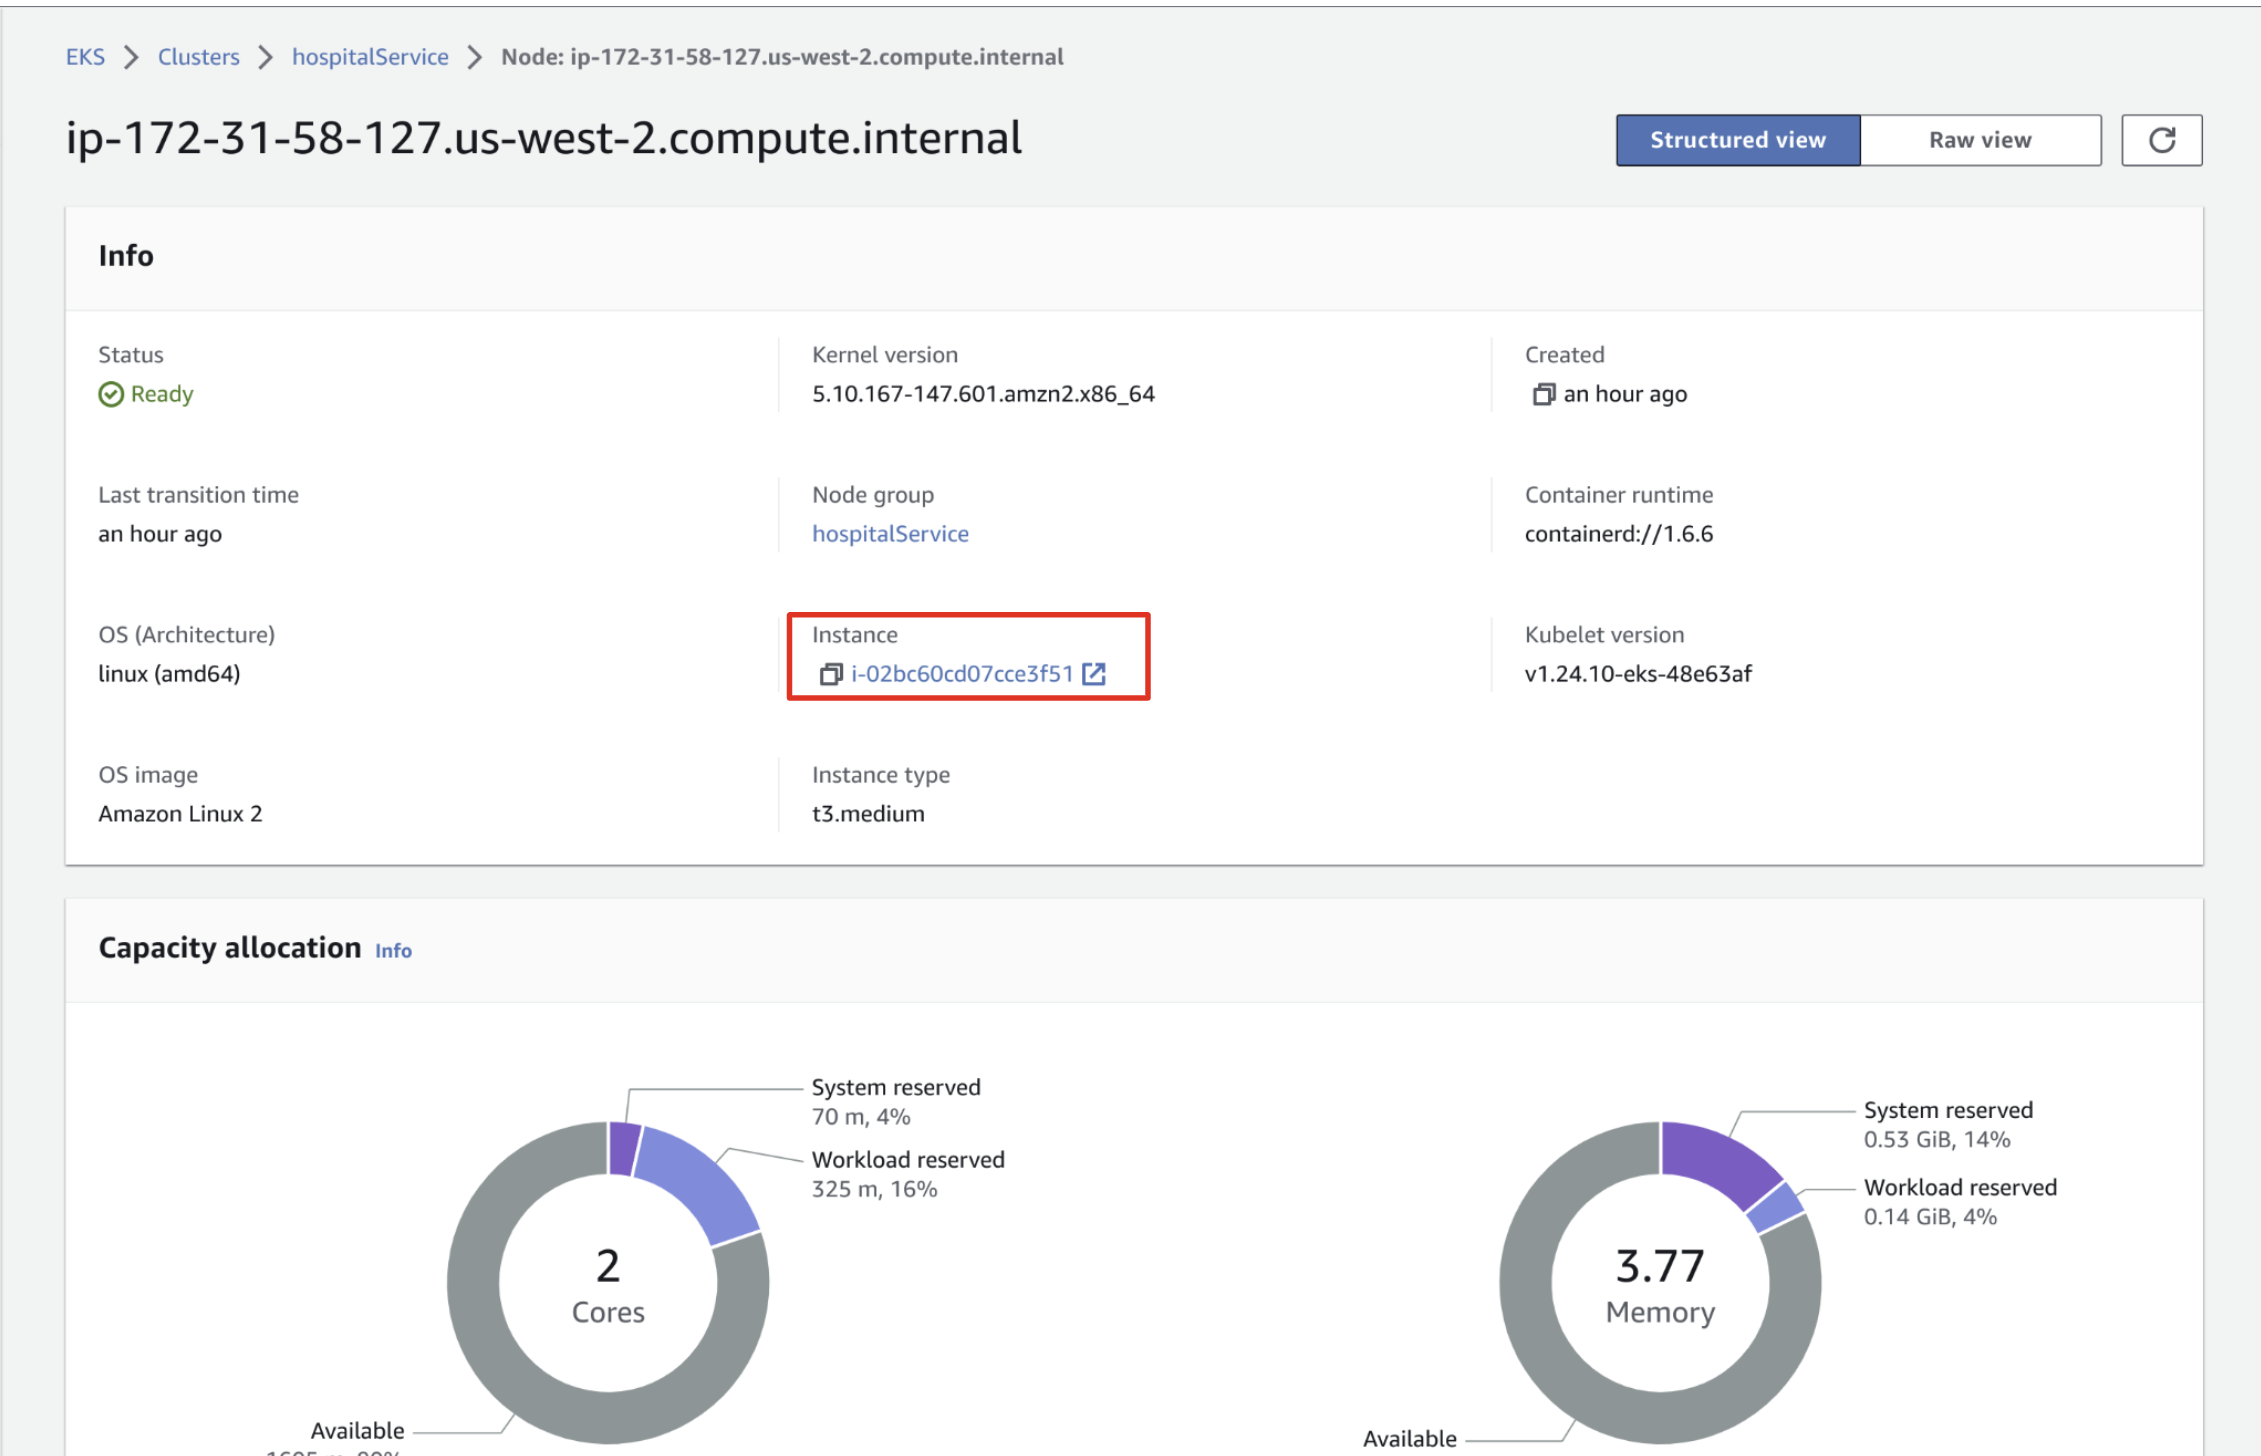 EKS > Clusters > hospitalService > Node: ip-172-31-58-127.us-west-2.compute.internal
ip-172-31-58-127.us-west-2.compute.internal
Structured view
Raw view
Info
Status
Ready
Kernel version
5.10.167-147.601.amzn2.x86_64
Created
an hour ago
Last transition time
an hour ago
Node group
hospitalService
Container runtime
containerd://1.6.6
OS (Architecture)
linux (amd64)
Instance
i-02bc60cd07cce3f51
Kubelet version
v1.24.10-eks-48e63af
OS image
Amazon Linux 2
Instance type
t3.medium
Capacity allocation Info
System reserved
70 m, 4%
Workload reserved
325 m, 16%
2
Cores
Available
System reserved
0.53 GiB, 14%
Workload reserved
0.14 GiB, 4%
3.77
Memory
Available